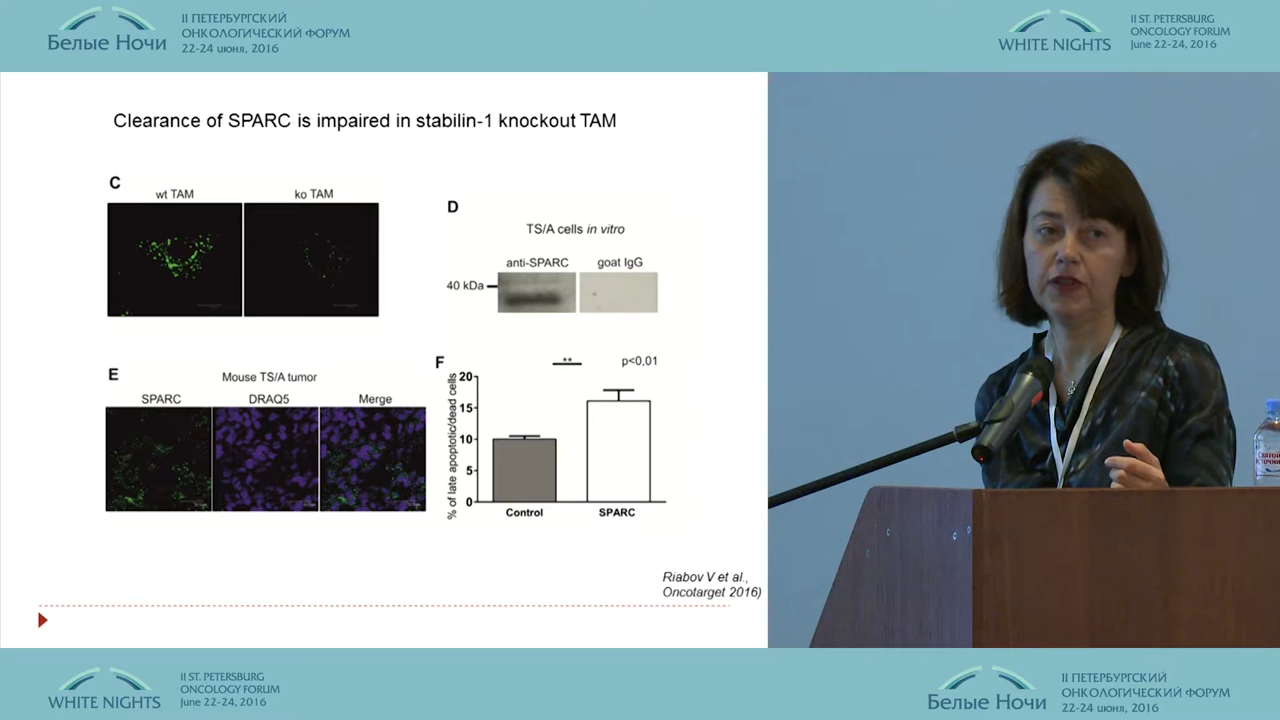 Белые Ночи
II ПЕТЕРБУРГСКИЙ
ОНКОЛОГИЧЕСКИЙ ФОРУМ
22-24 июня, 2016
WHITE NIGHTS
II ST. PETERSBURG
ONCOLOGY FORUM
June 22-24, 2016
Clearance of SPARC is impaired in stabilin-1 knockout TAM
C
wt TAM
ko TAM
D
TS/A cells in vitro
anti-SPARC
goat IgG
40 kDa
E
Mouse TS/A tumor
SPARC
DRAQ5
Merge
F
**
p<0,01
% of late apoptotic/dead cells
20
15
10
5
0
Control
SPARC
Riabov V et al.,
Oncotarget 2016)
Святой
источник
WHITE NIGHTS
II ST. PETERSBURG
ONCOLOGY FORUM
June 22-24, 2016
Белые Ночи
II ПЕТЕРБУРГСКИЙ
ОНКОЛОГИЧЕСКИЙ ФОРУМ
22-24 июня, 2016